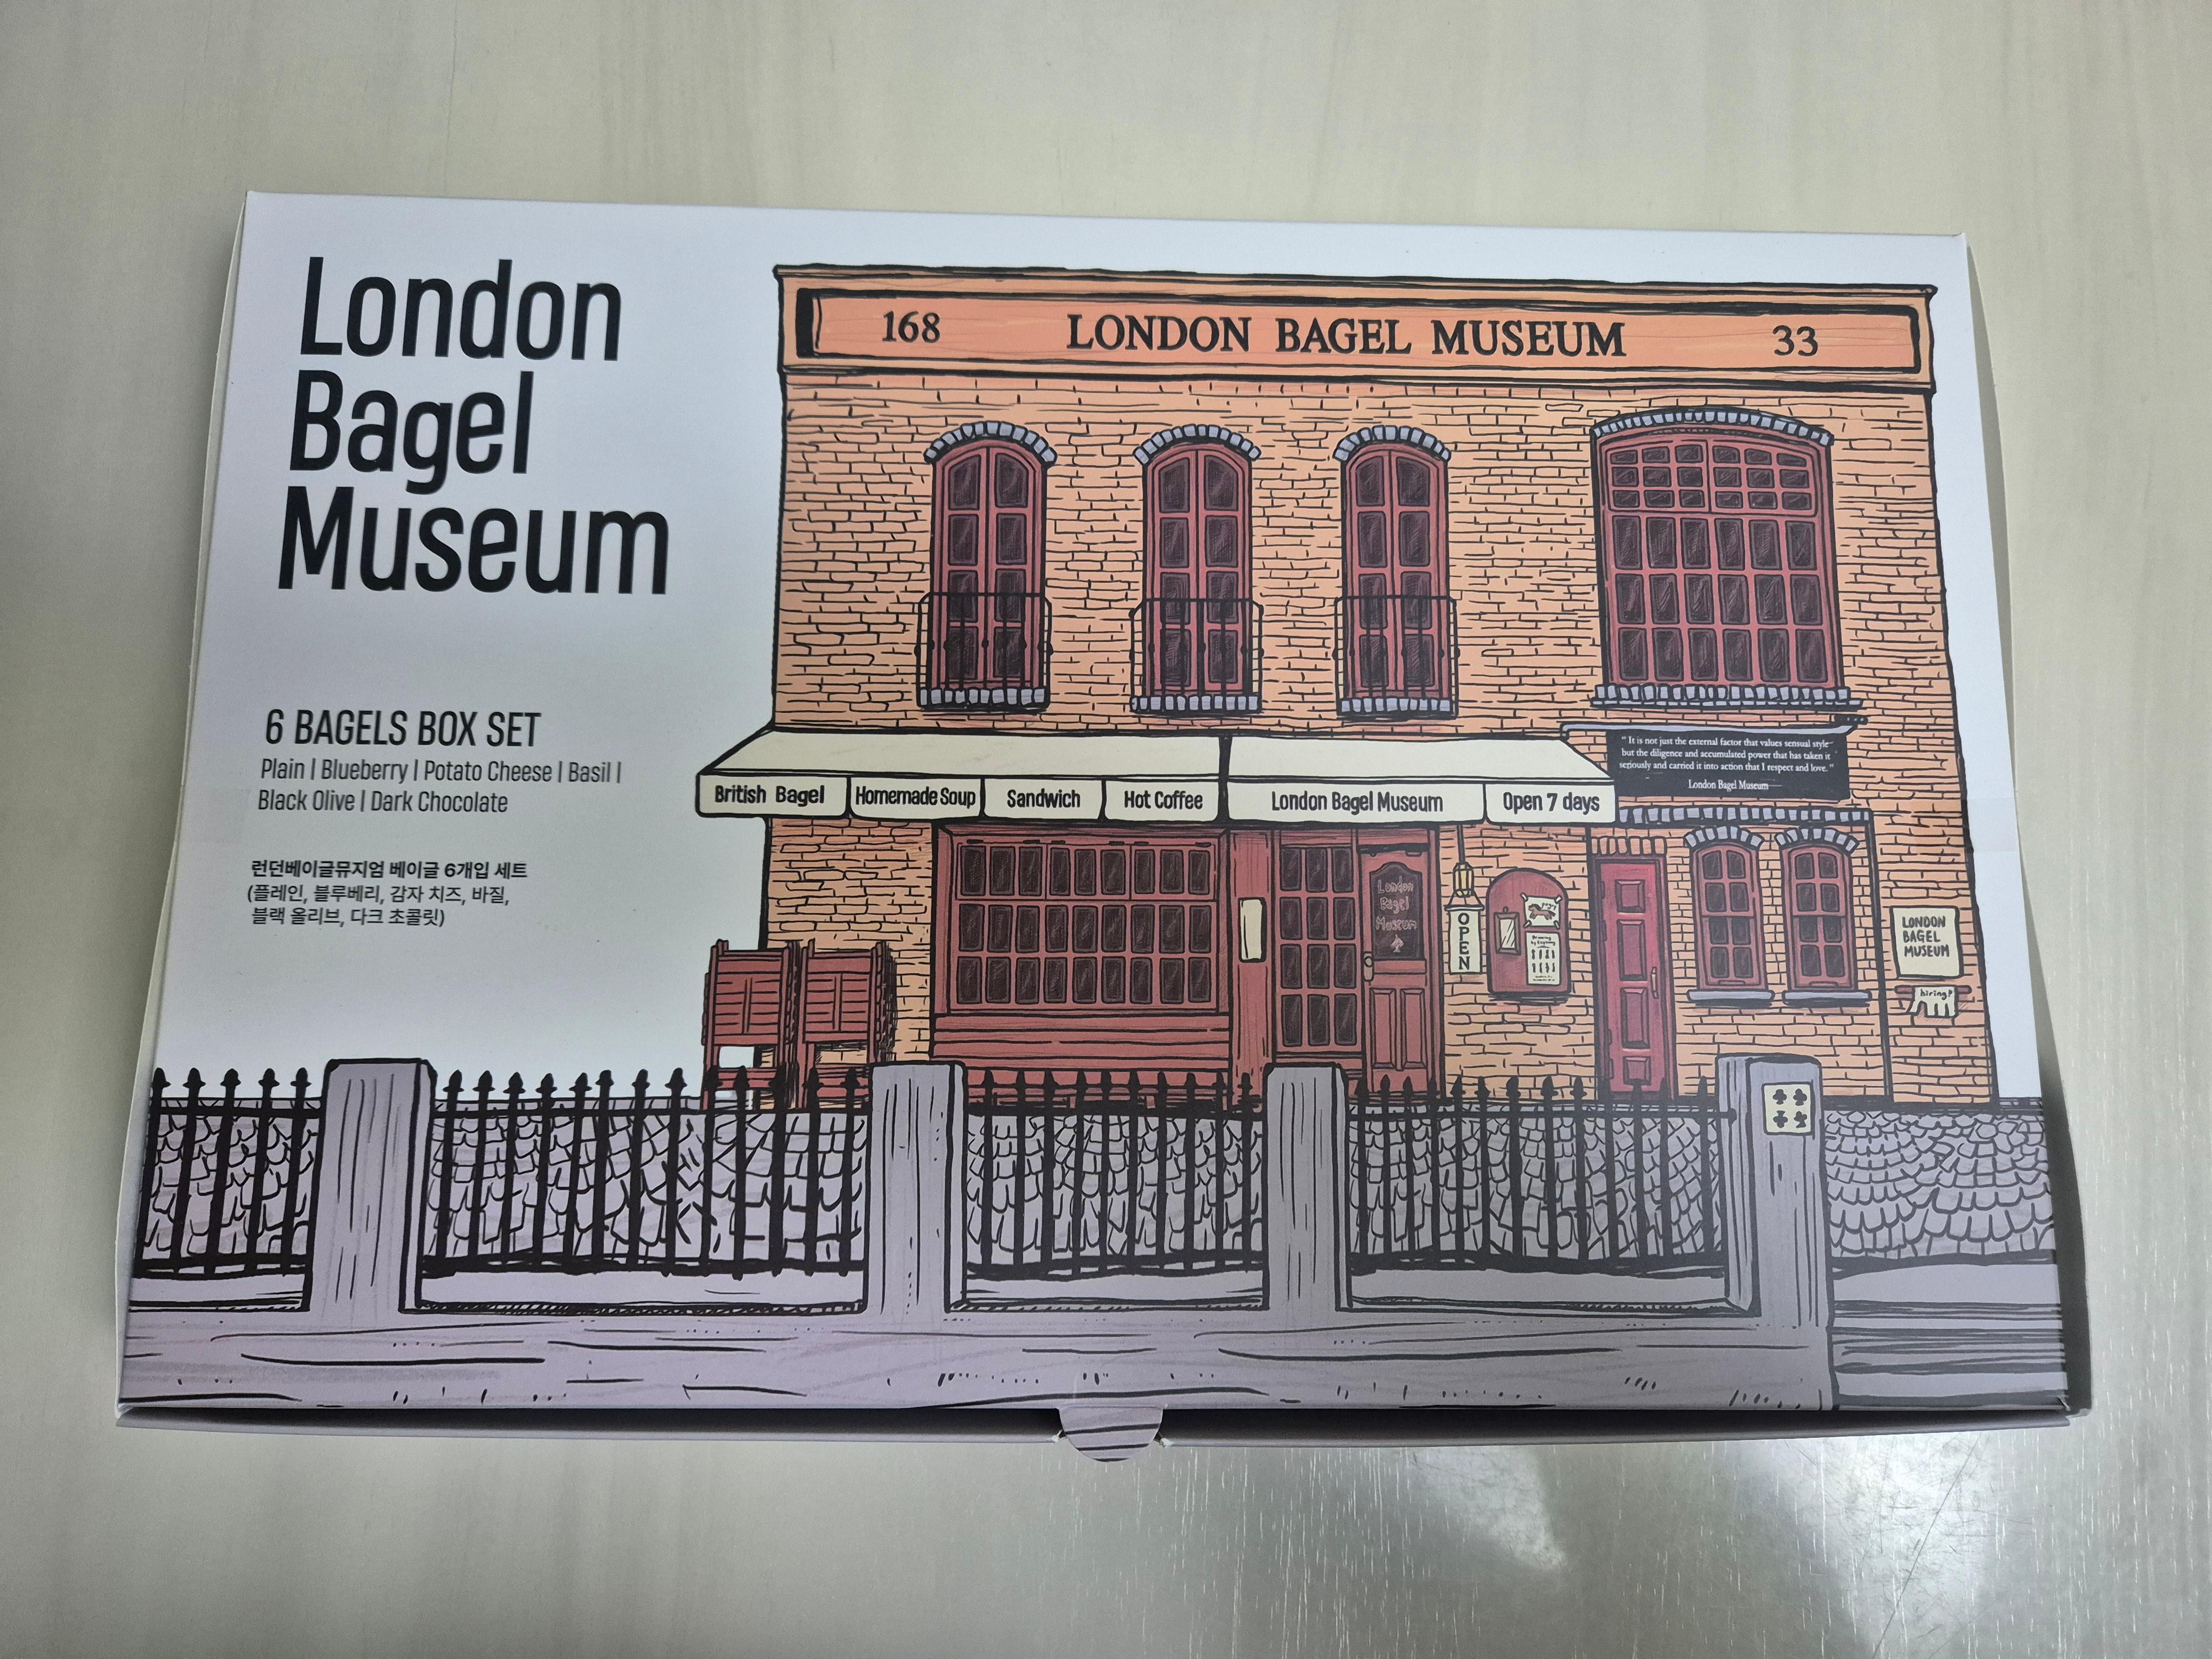 London
Bagel
Museum
6 BAGELS BOX SET
Plain | Blueberry | Potato Cheese | Basil |
Black Olive | Dark Chocolate
런던베이글뮤지엄 베이글 6개입 세트
(플레인, 블루베리, 감자 치즈, 바질,
블랙 올리브, 다크 초콜릿)
168 LONDON BAGEL MUSEUM 33
"It is not just the external factor that values sensual style
but the diligence and accumulated power that has taken it
seriously and carried it into action that I respect and love."
London Bagel Museum
British Bagel Homemade Soup Sandwich Hot Coffee London Bagel Museum Open 7 days
London
Bagel
Museum
OPEN
LONDON
BAGEL
MUSEUM
hiring!